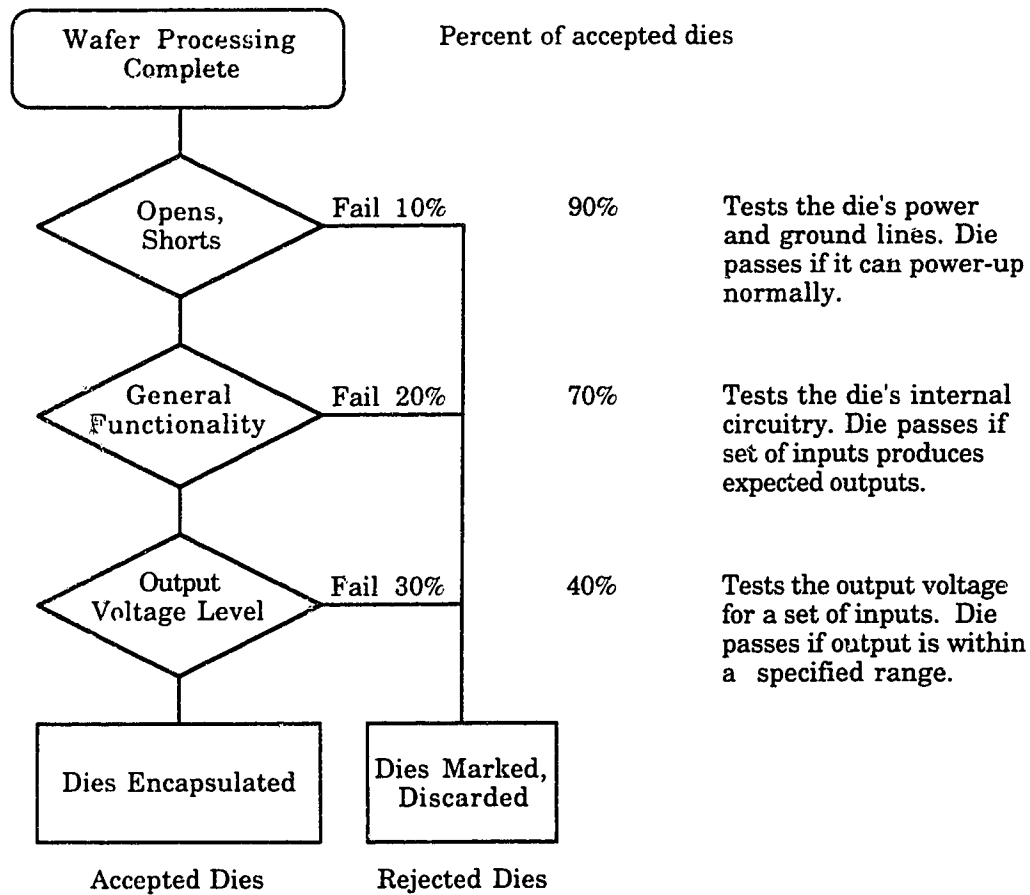 Wafer Processing
Complete
Percent of accepted dies
Opens,
Shorts
Fail 10%
90%
Tests the die's power
and ground lines. Die
passes if it can power-up
normally.
General
Functionality
Fail 20%
70%
Tests the die's internal
circuitry. Die passes if
set of inputs produces
expected outputs.
Output
Voltage Level
Fail 30%
40%
Tests the output voltage
for a set of inputs. Die
passes if output is within
a specified range.
Dies Encapsulated
Dies Marked,
Discarded
Accepted Dies
Rejected Dies